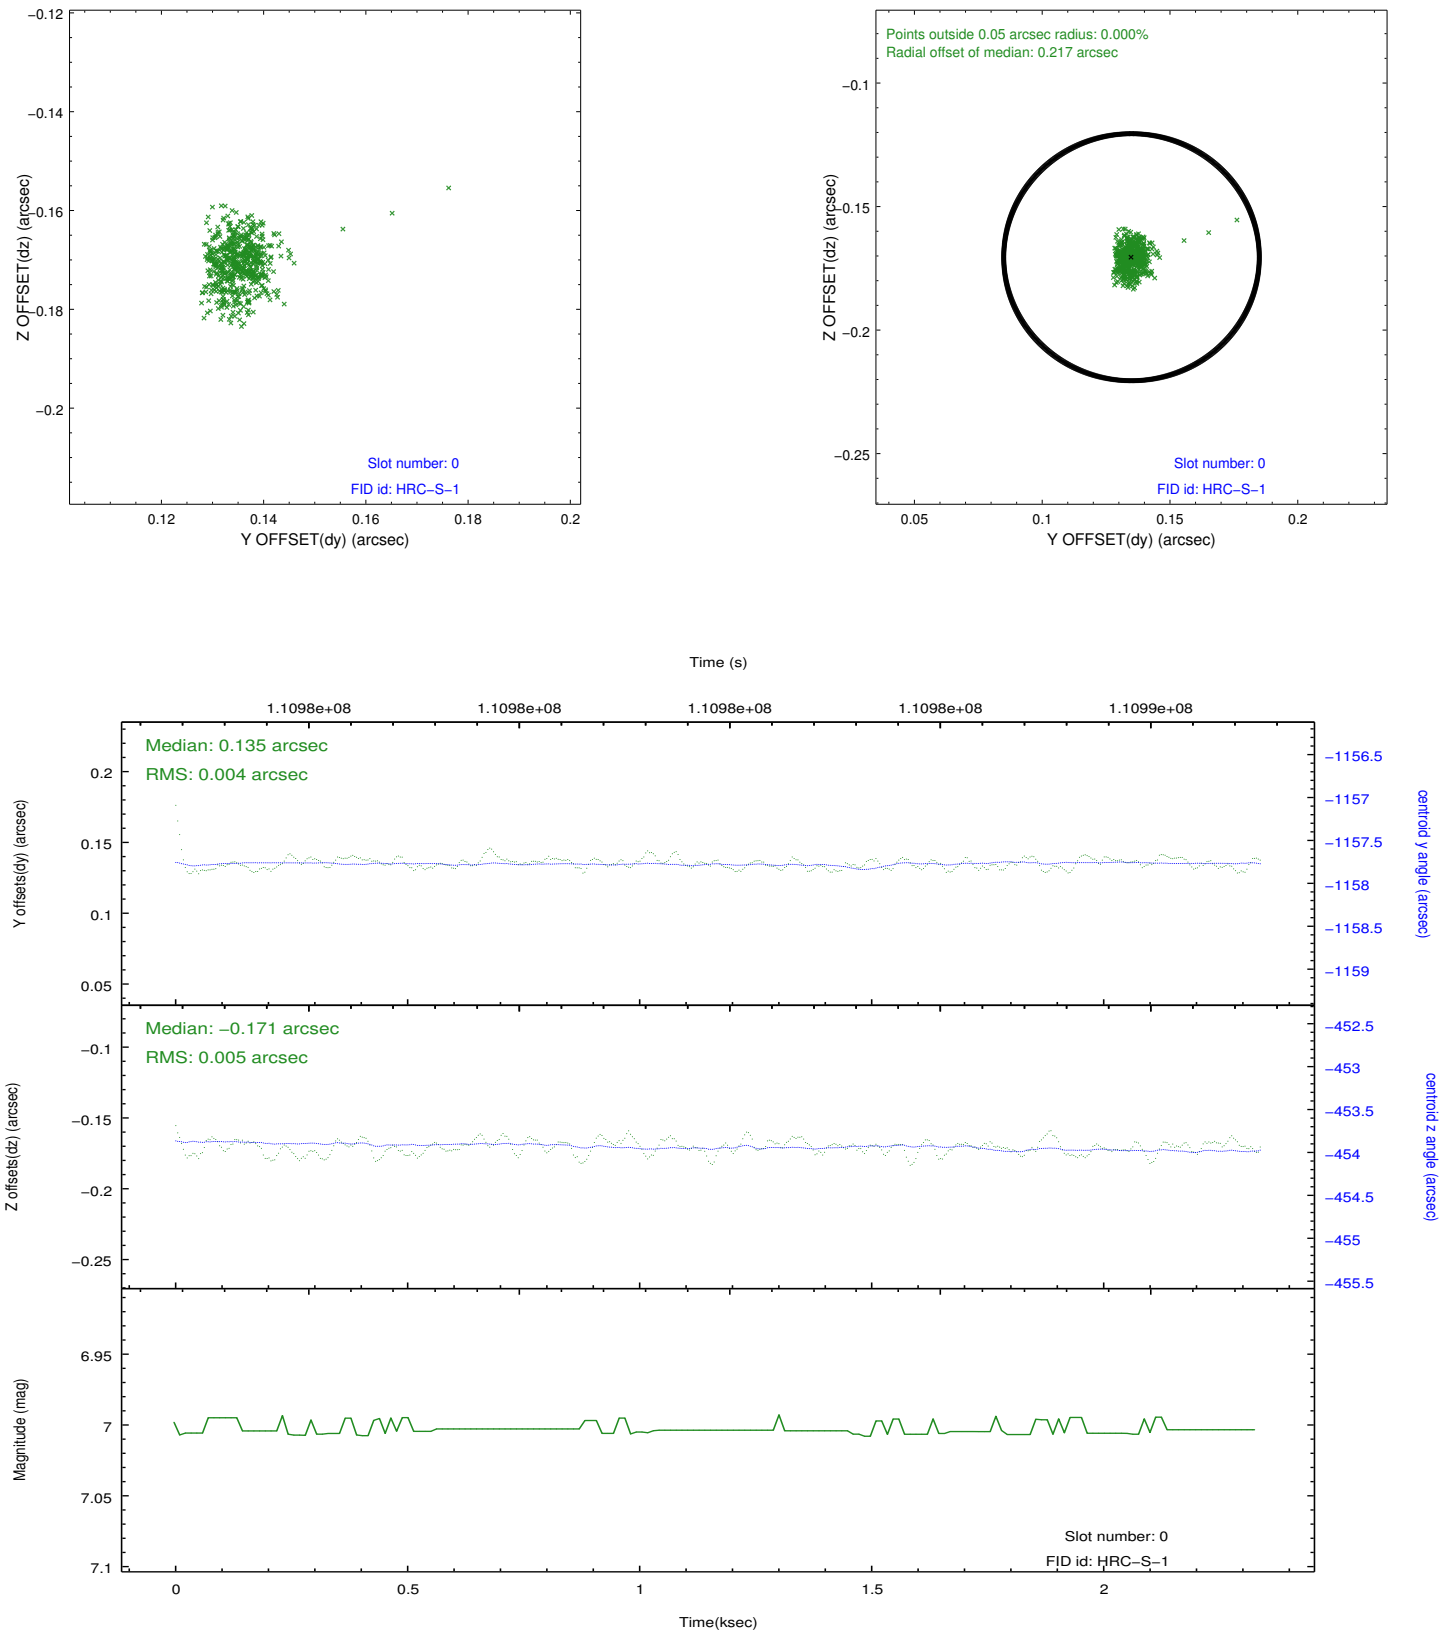 −0.12
−0.14
−0.16
−0.18
−0.2
Z OFFSET(dz) (arcsec)
Slot number: 0
FID id: HRC−S−1
0.12
0.14
0.16
0.18
0.2
Y OFFSET(dy) (arcsec)
Points outside 0.05 arcsec radius: 0.000%
Radial offset of median: 0.217 arcsec
−0.1
−0.15
−0.2
−0.25
Z OFFSET(dz) (arcsec)
Slot number: 0
FID id: HRC−S−1
0.05
0.1
0.15
0.2
Y OFFSET(dy) (arcsec)
Time (s)
1.1098e+08
1.1098e+08
1.1098e+08
1.1098e+08
1.1099e+08
Median: 0.135 arcsec
RMS: 0.004 arcsec
0.2
0.15
0.1
0.05
Y offsets(dy) (arcsec)
−1156.5
−1157
−1157.5
−1158
−1158.5
−1159
centroid y angle (arcsec)
Median: −0.171 arcsec
RMS: 0.005 arcsec
−0.1
−0.15
−0.2
−0.25
Z offsets(dz) (arcsec)
−452.5
−453
−453.5
−454
−454.5
−455
−455.5
centroid z angle (arcsec)
6.95
7
7.05
7.1
Magnitude (mag)
Slot number: 0
FID id: HRC−S−1
0
0.5
1
1.5
2
Time(ksec)